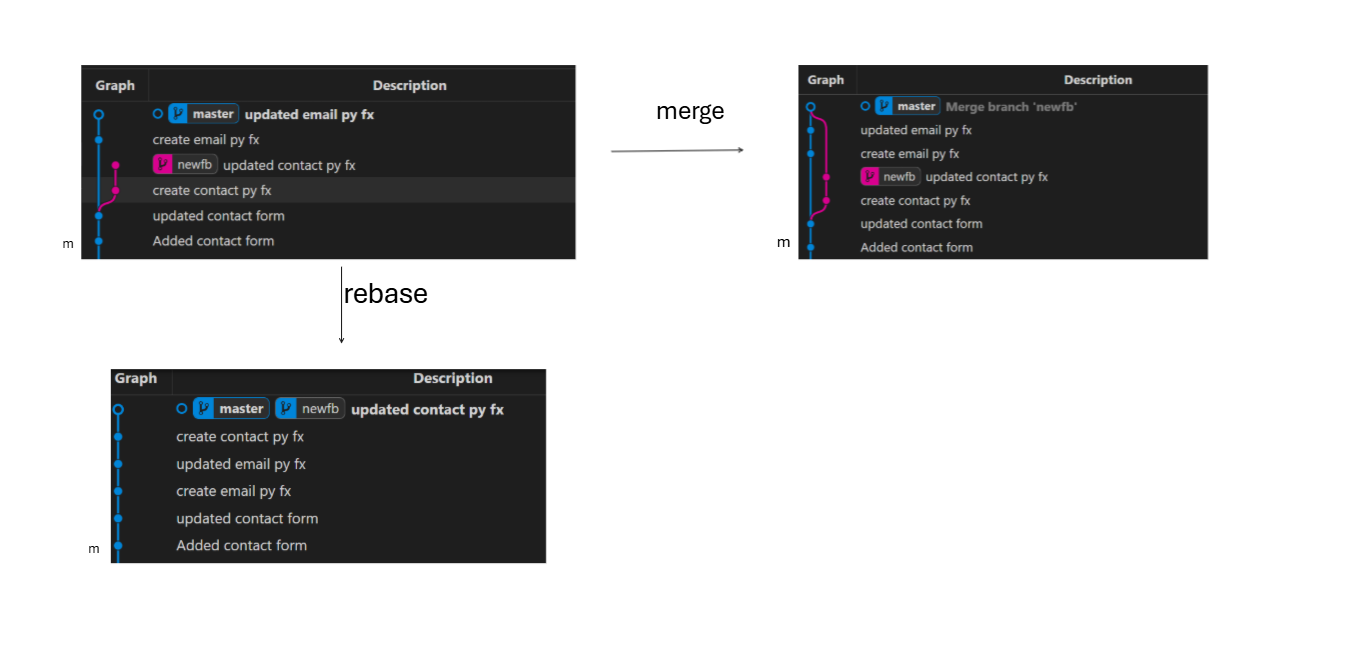 Graph Description
master updated email py fx
create email py fx
newfb updated contact py fx
create contact py fx
updated contact form
m Added contact form
merge
Graph Description
master Merge branch 'newfb'
updated email py fx
create email py fx
newfb updated contact py fx
create contact py fx
updated contact form
m Added contact form
rebase
Graph Description
master newfb updated contact py fx
create contact py fx
updated email py fx
create email py fx
updated contact form
m Added contact form